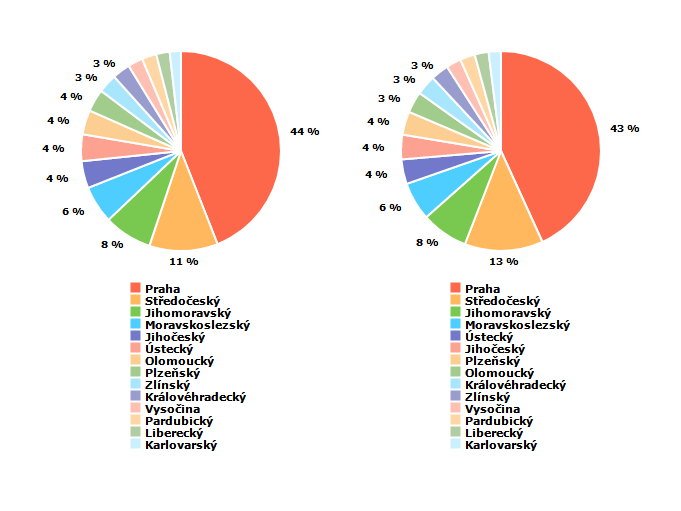 3 %
3 %
4 %
4 %
4 %
4 %
6 %
8 %
11 %
44 %
Praha
Středočeský
Jihomoravský
Moravskoslezský
Jihočeský
Ústecký
Olomoucký
Plzeňský
Zlínský
Královéhradecký
Vysočina
Pardubický
Liberecký
Karlovarský
3 %
3 %
3 %
4 %
4 %
4 %
6 %
8 %
13 %
43 %
Praha
Středočeský
Jihomoravský
Moravskoslezský
Ústecký
Jihočeský
Plzeňský
Olomoucký
Královéhradecký
Zlínský
Vysočina
Pardubický
Liberecký
Karlovarský